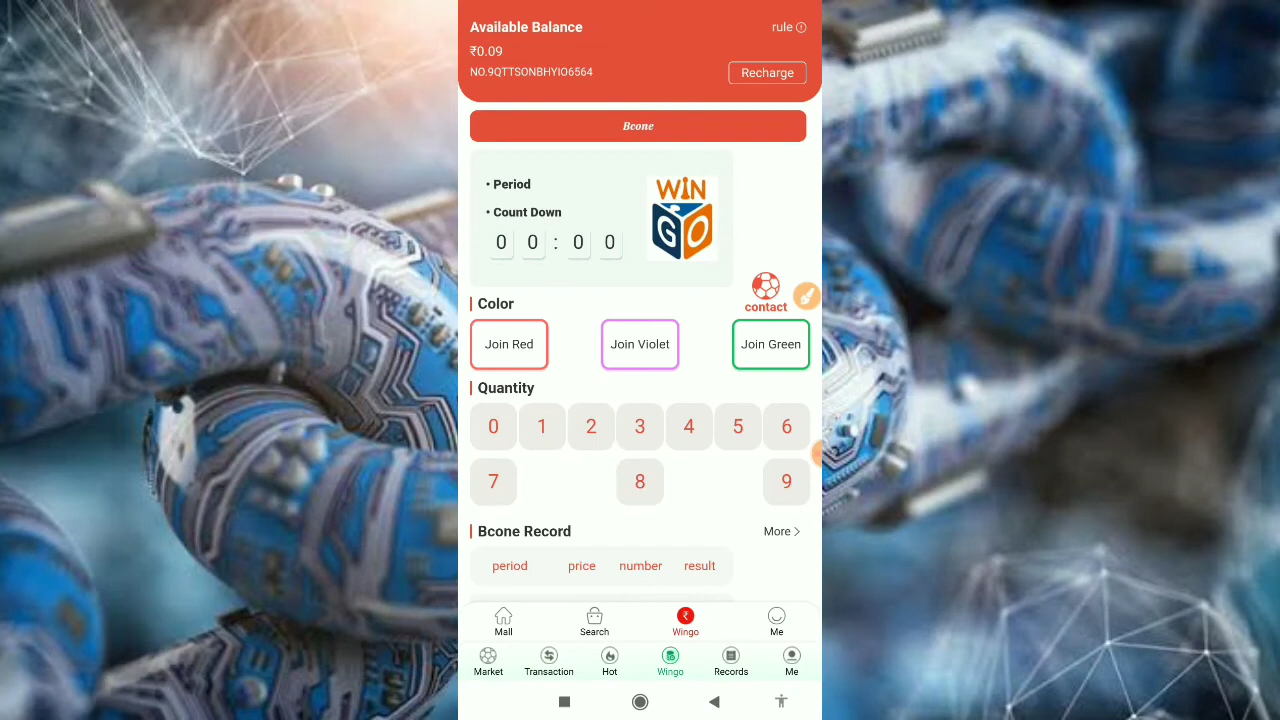 Available Balance
rule
₹0.09
NO.9QTTSONBHYIO6564
Recharge
Bcone
• Period
• Count Down
0 0 : 0 0
WIN
GO
contact
Color
Join Red
Join Violet
Join Green
Quantity
0 1 2 3 4 5 6
7 8 9
Bcone Record
More >
period price number result
Mall Search Wingo Me
Market Transaction Hot Wingo Records Me